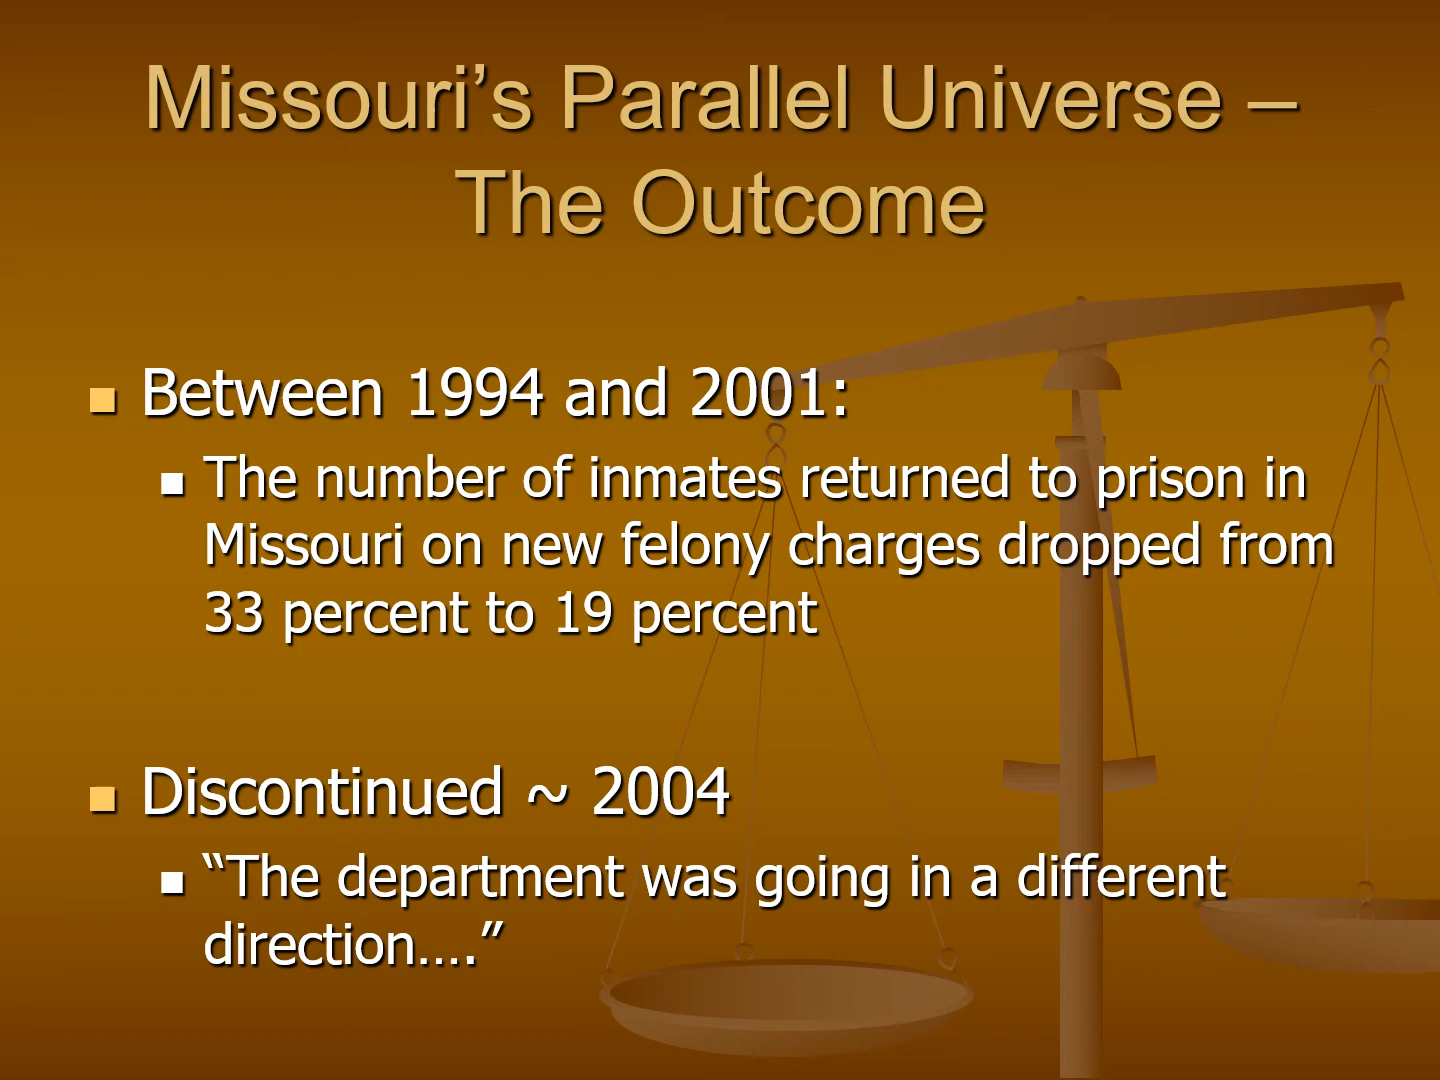 Missouri’s Parallel Universe –
The Outcome
Between 1994 and 2001:
The number of inmates returned to prison in
Missouri on new felony charges dropped from
33 percent to 19 percent
Discontinued ~ 2004
“The department was going in a different
direction….”